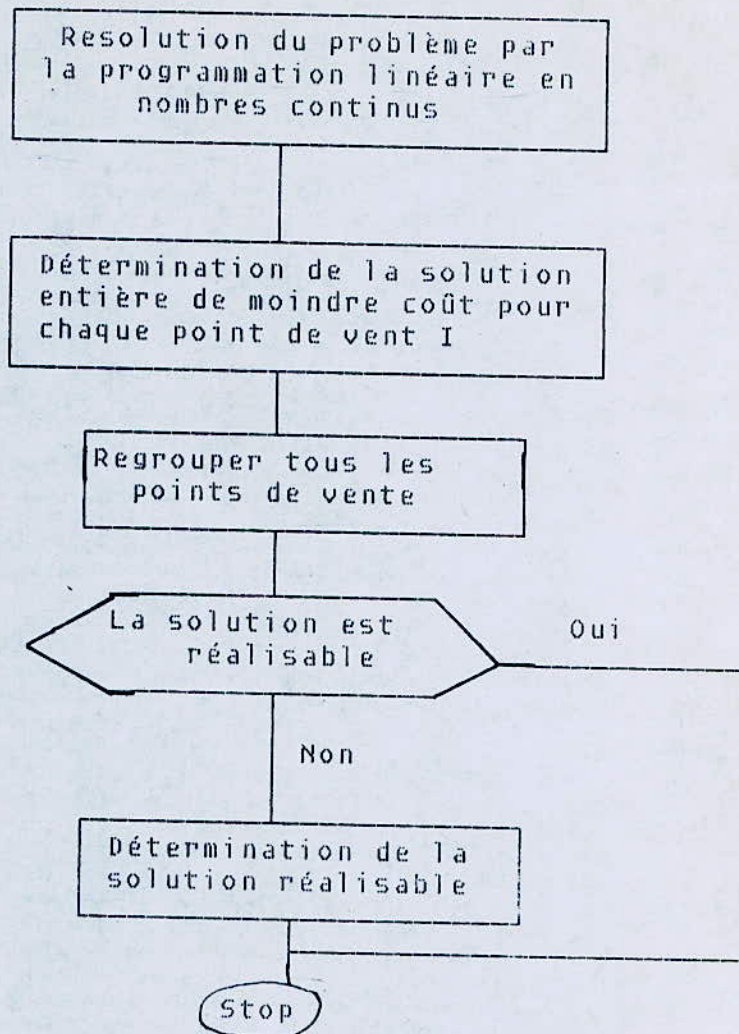 Resolution du problème par
la programmation linéaire en
nombres continus
Détermination de la solution
entière de moindre coût pour
chaque point de vent I
Regrouper tous les
points de vente
La solution est
réalisable
Oui
Non
Détermination de la
solution réalisable
Stop